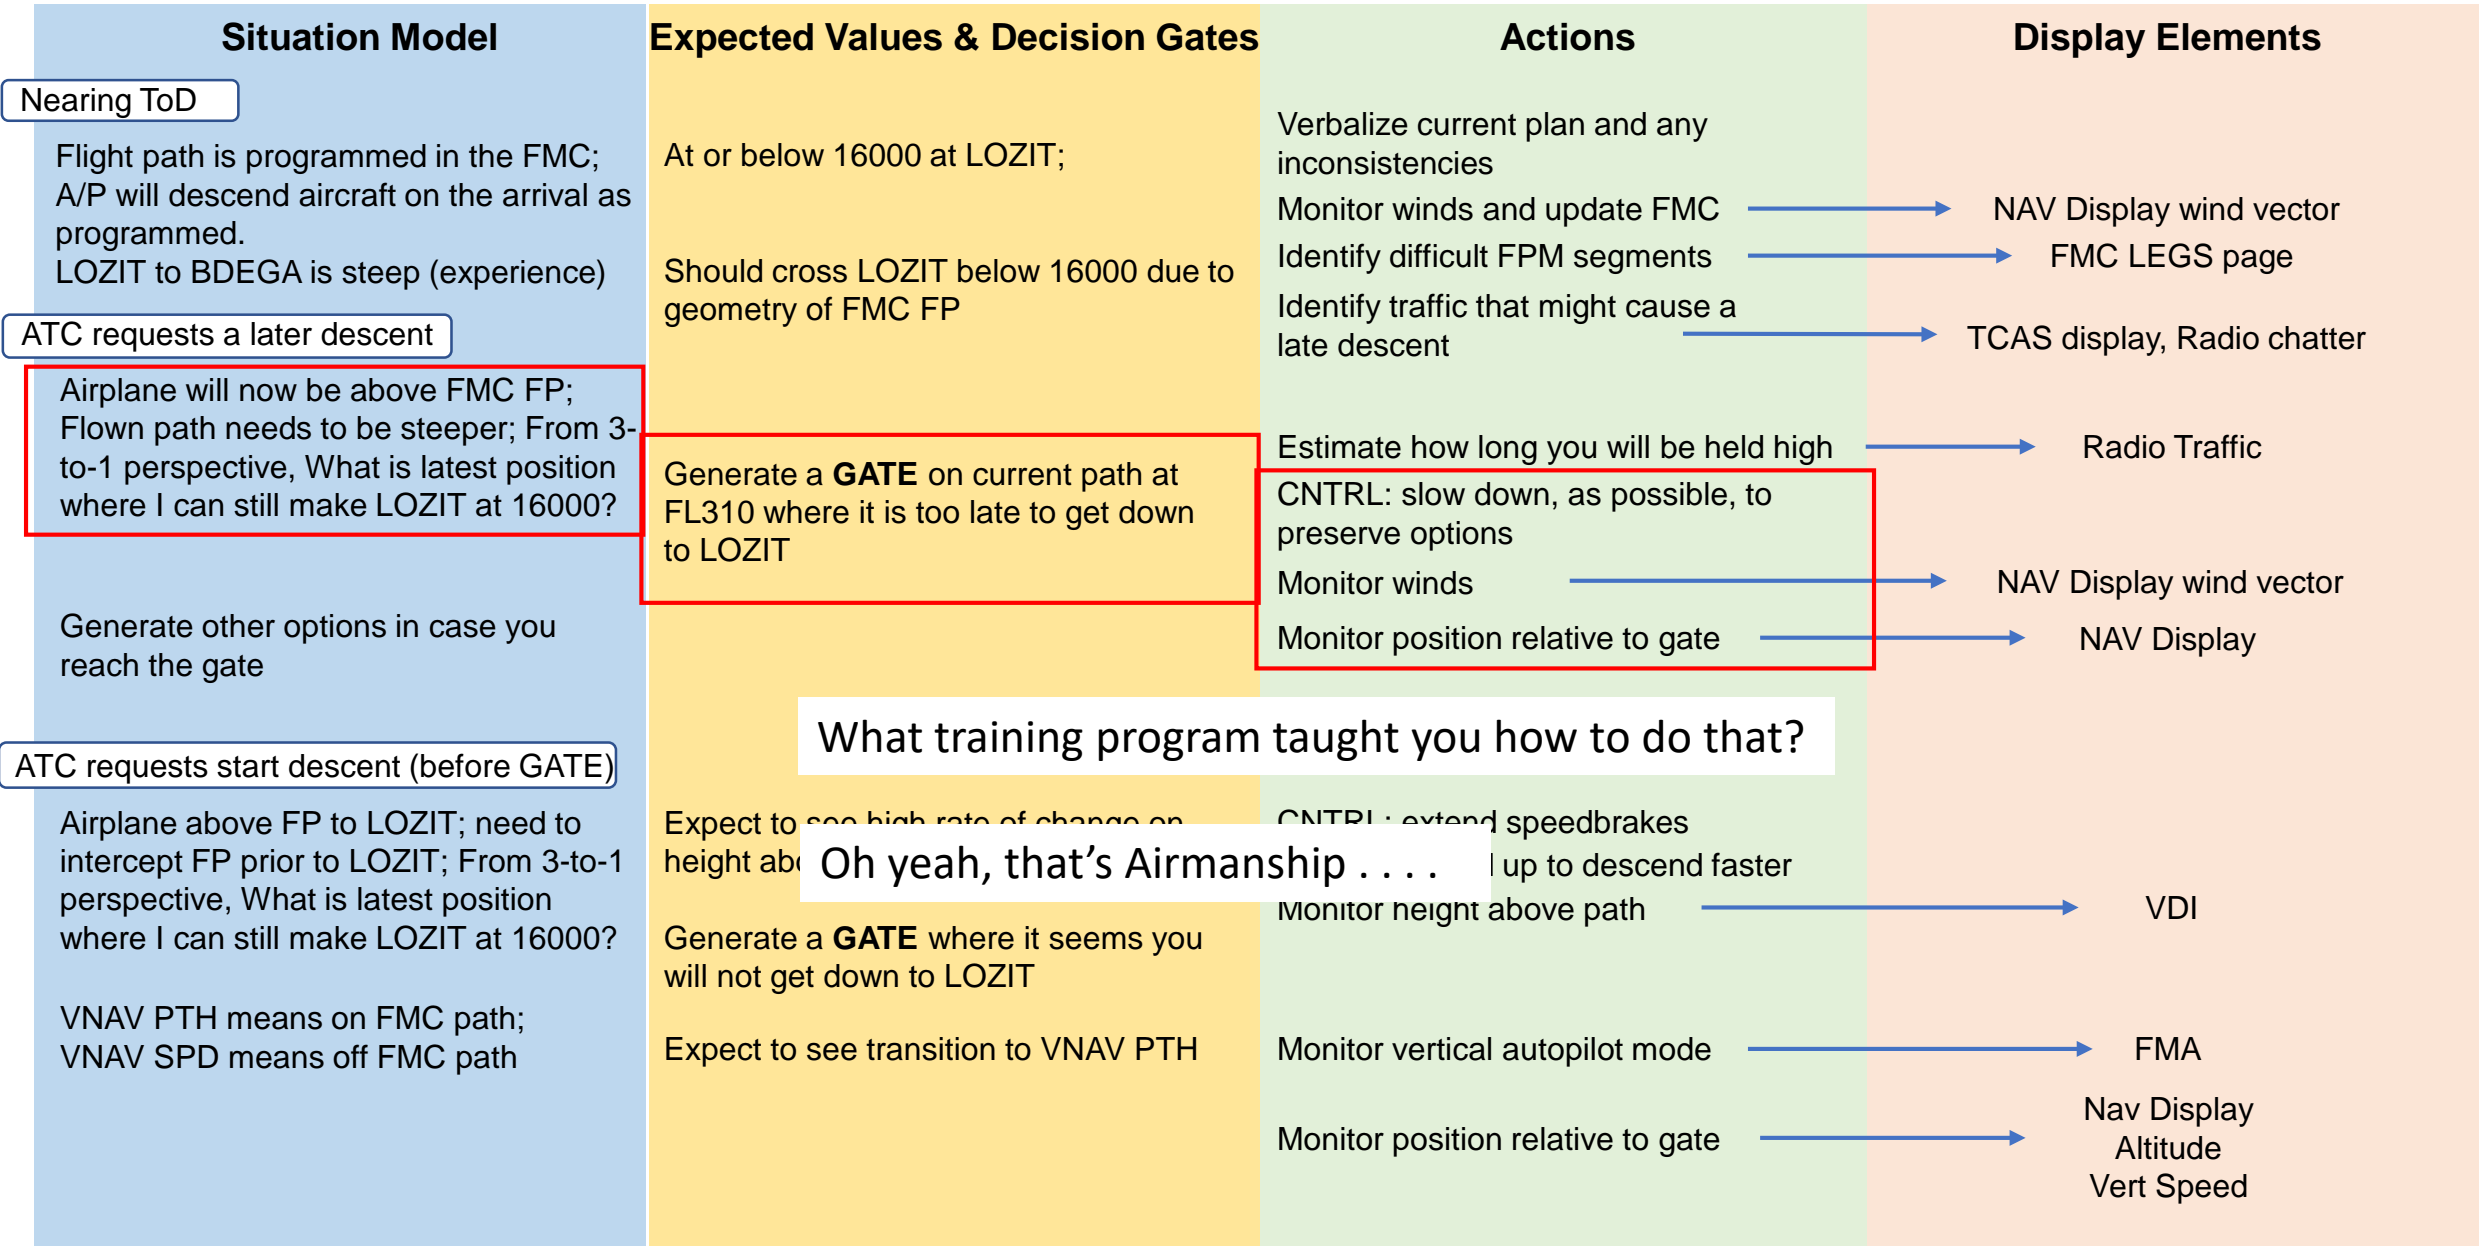 Situation Model
Expected Values & Decision Gates
Actions
Display Elements
Nearing ToD
Flight path is programmed in the FMC;
A/P will descend aircraft on the arrival as
programmed.
LOZIT to BDEGA is steep (experience)
At or below 16000 at LOZIT;
Should cross LOZIT below 16000 due to
geometry of FMC FP
Verbalize current plan and any
inconsistencies
Monitor winds and update FMC
NAV Display wind vector
Identify difficult FPM segments
FMC LEGS page
Identify traffic that might cause a
late descent
TCAS display, Radio chatter
ATC requests a later descent
Airplane will now be above FMC FP;
Flown path needs to be steeper; From 3-
to-1 perspective, What is latest position
where I can still make LOZIT at 16000?
Generate a GATE on current path at
FL310 where it is too late to get down
to LOZIT
Estimate how long you will be held high
Radio Traffic
CNTRL: slow down, as possible, to
preserve options
Monitor winds
NAV Display wind vector
Monitor position relative to gate
NAV Display
Generate other options in case you
reach the gate
What training program taught you how to do that?
ATC requests start descent (before GATE)
Airplane above FP to LOZIT; need to
intercept FP prior to LOZIT; From 3-to-1
perspective, What is latest position
where I can still make LOZIT at 16000?
Expect to see high rate of change on
height
Oh yeah, that's Airmanship . . . .
CNTRL: extend speedbrakes
up to descend faster
Monitor height above path
VDI
Generate a GATE where it seems you
will not get down to LOZIT
VNAV PTH means on FMC path;
VNAV SPD means off FMC path
Expect to see transition to VNAV PTH
Monitor vertical autopilot mode
FMA
Monitor position relative to gate
Nav Display
Altitude
Vert Speed